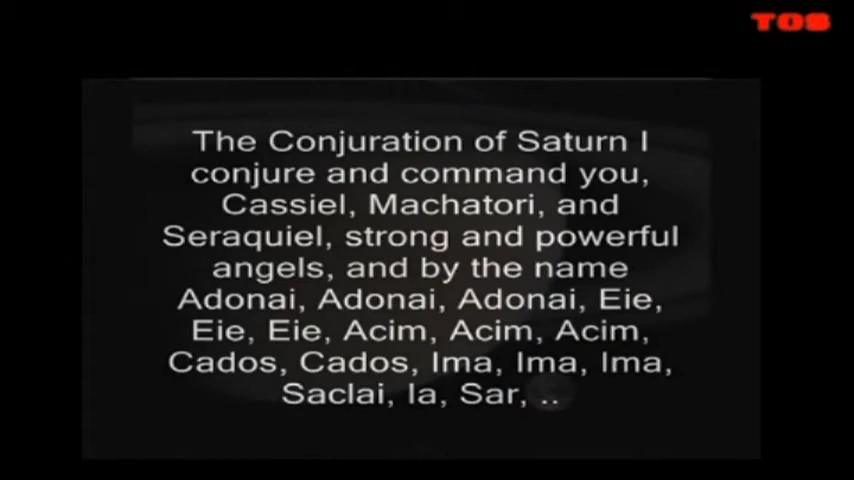 TOS
The Conjuration of Saturn I
conjure and command you,
Cassiel, Machatori, and
Seraquiel, strong and powerful
angels, and by the name
Adonai, Adonai, Adonai, Eie,
Eie, Eie, Acim, Acim, Acim,
Cados, Cados, Ima, Ima, Ima,
Saclai, Ia, Sar, ..